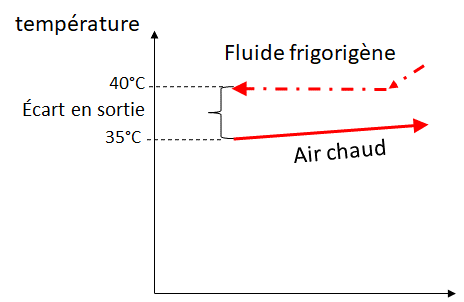 température
Fluide frigorigène
40°C
Écart en sortie
35°C
Air chaud